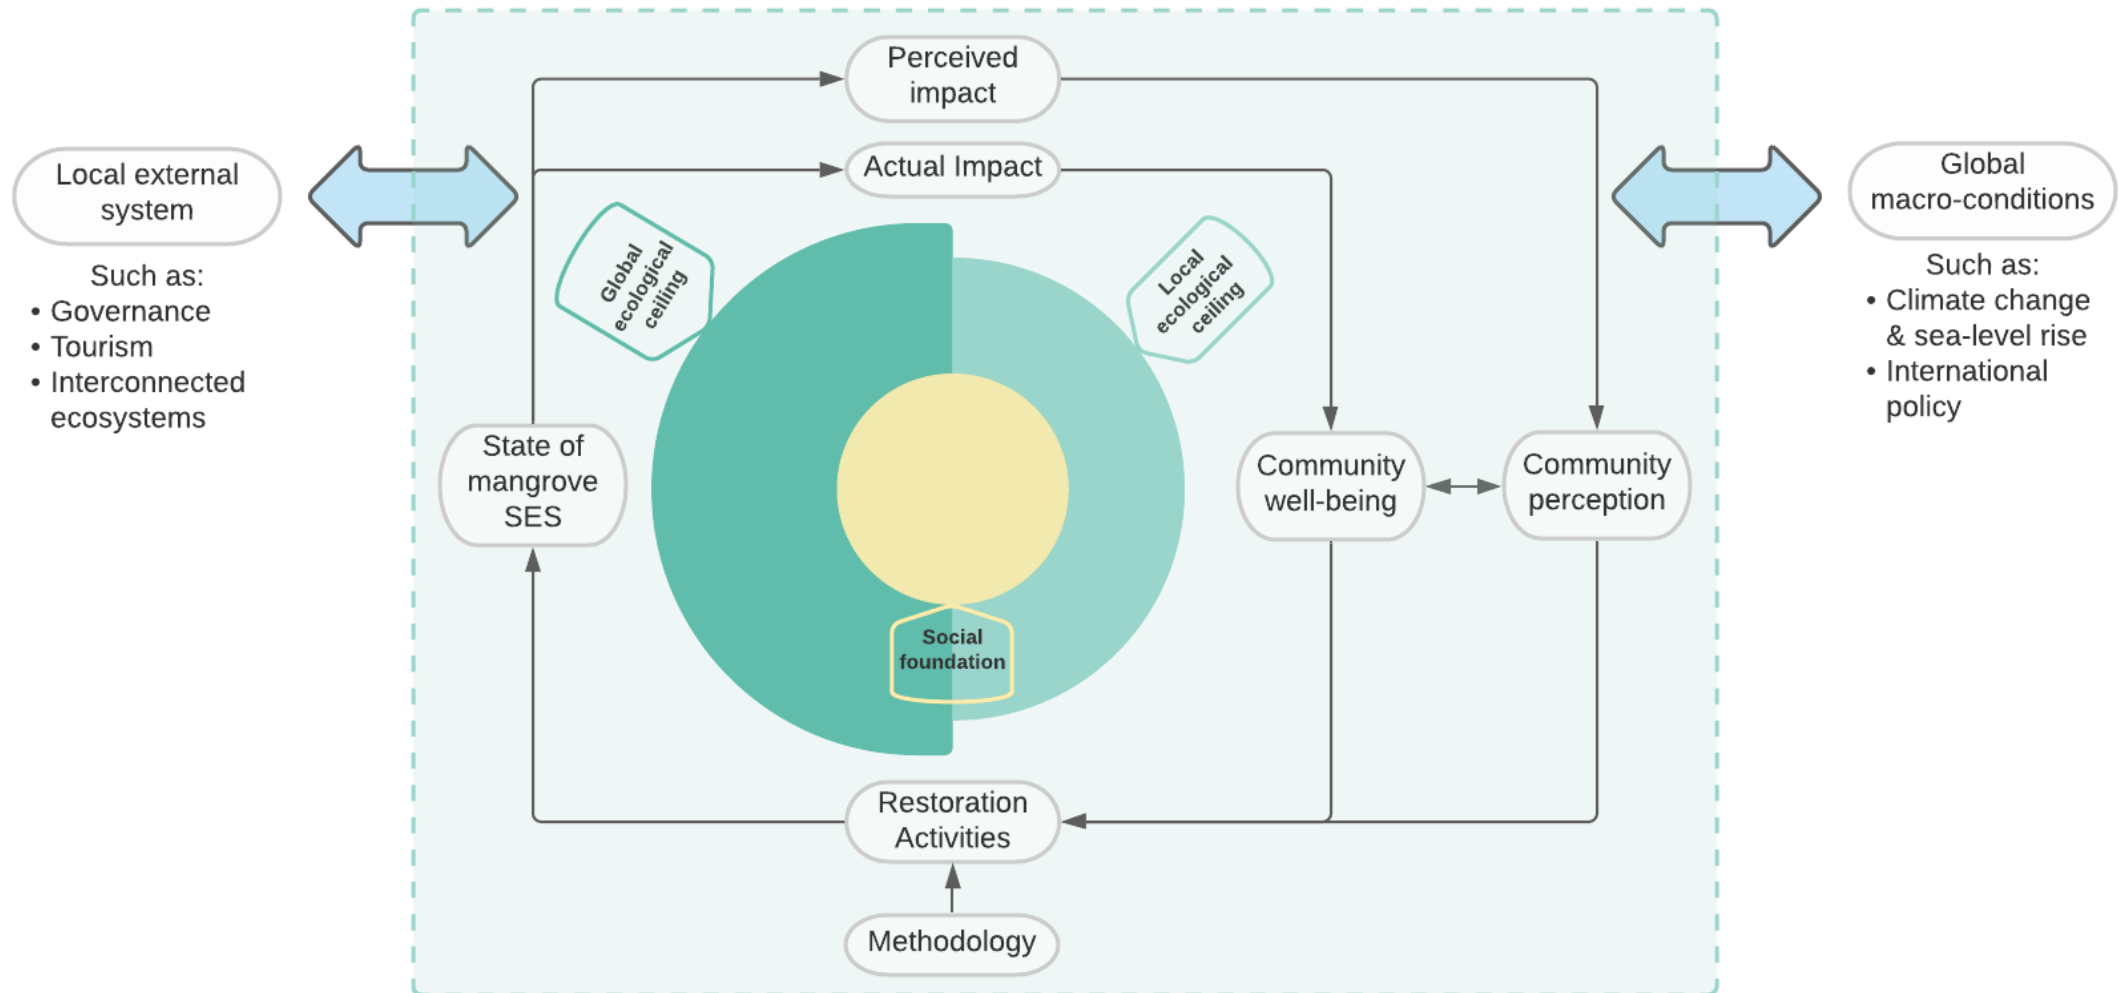 Perceived
impact
Actual Impact
Local external
system
Such as:
• Governance
• Tourism
• Interconnected
ecosystems
Global
macro-conditions
Such as:
• Climate change
& sea-level rise
• International
policy
Global
ecological
ceiling
Local
ecological
ceiling
State of
mangrove
SES
Community
well-being
Community
perception
Social
foundation
Restoration
Activities
Methodology